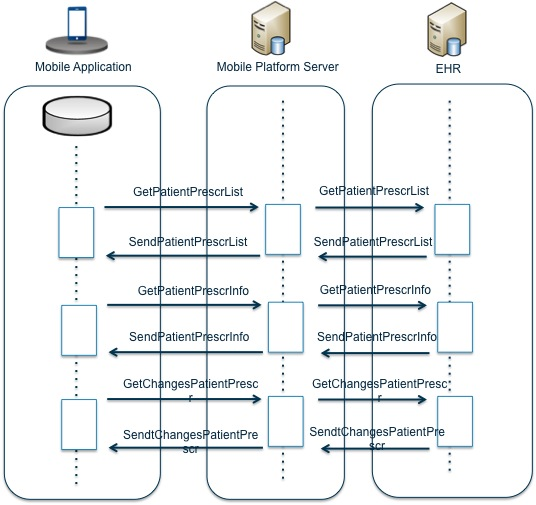 Mobile Application
Mobile Platform Server
EHR
GetPatientPrescrList
GetPatientPrescrList
SendPatientPrescrList
SendPatientPrescrList
GetPatientPrescrInfo
GetPatientPrescrInfo
SendPatientPrescrInfo
SendPatientPrescrInfo
GetChangesPatientPresc
r
GetChangesPatientPresc
r
SendtChangesPatientPre
scr
SendtChangesPatientPre
scr